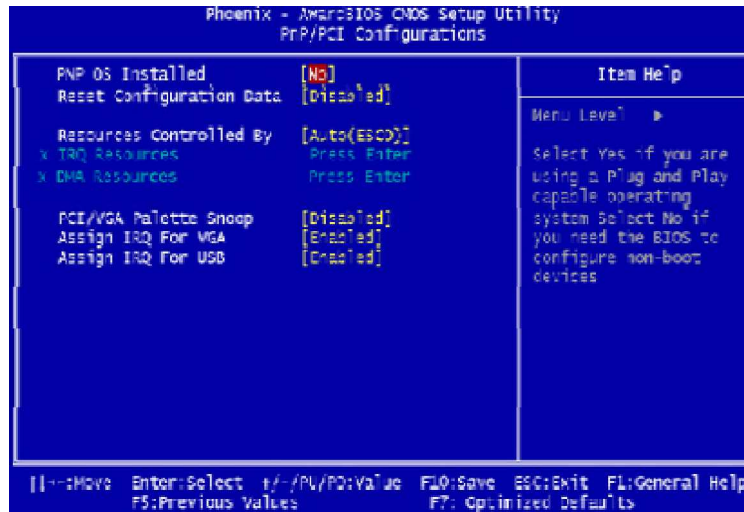 Phoenix - AwardBIOS CMOS Setup Utility
PnP/PCI Configurations
PNP OS Installed [No]
Reset Configuration Data [Disabled]
Resources Controlled By [Auto(ESCD)]
x IRQ Resources Press Enter
x DMA Resources Press Enter
PCI/VGA Palette Snoop [Disabled]
Assign IRQ For VGA [Enabled]
Assign IRQ For USB [Enabled]
Item Help
Menu Level ▶
Select Yes if you are
using a Plug and Play
capable operating
system Select No if
you need the BIOS to
configure non-boot
devices
:Move Enter:Select +/-/PU/PD:Value F10:Save ESC:Exit F1:General Help
F5:Previous Values F7: Optimized Defaults